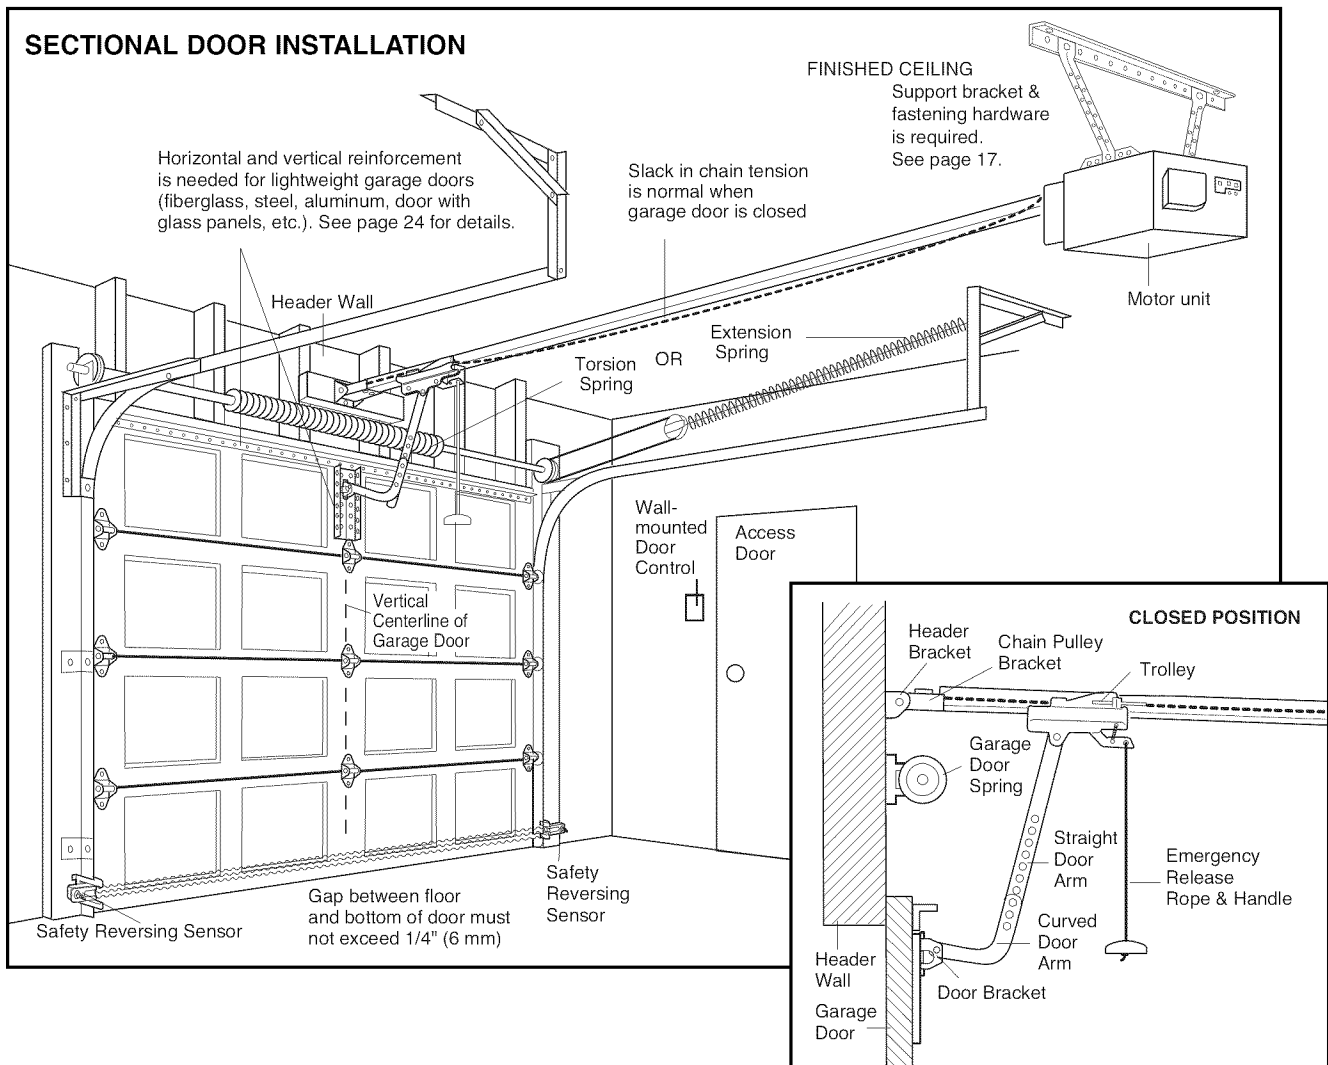 SECTIONAL DOOR INSTALLATION
FINISHED CEILING
Support bracket &
fastening hardware
is required.
See page 17.
Horizontal and vertical reinforcement
is needed for lightweight garage doors
(fiberglass, steel, aluminum, door with
glass panels, etc.). See page 24 for details.
Slack in chain tension
is normal when
garage door is closed
Header Wall
Motor unit
Torsion
Spring
OR
Extension
Spring
Wall-
mounted
Door
Control
Access
Door
Vertical
Centerline of
Garage Door
Safety Reversing Sensor
Gap between floor
and bottom of door must
not exceed 1/4" (6 mm)
Safety
Reversing
Sensor
CLOSED POSITION
Header
Bracket
Chain Pulley
Bracket
Trolley
Garage
Door
Spring
Straight
Door
Arm
Emergency
Release
Rope & Handle
Curved
Door
Arm
Header
Wall
Door Bracket
Garage
Door